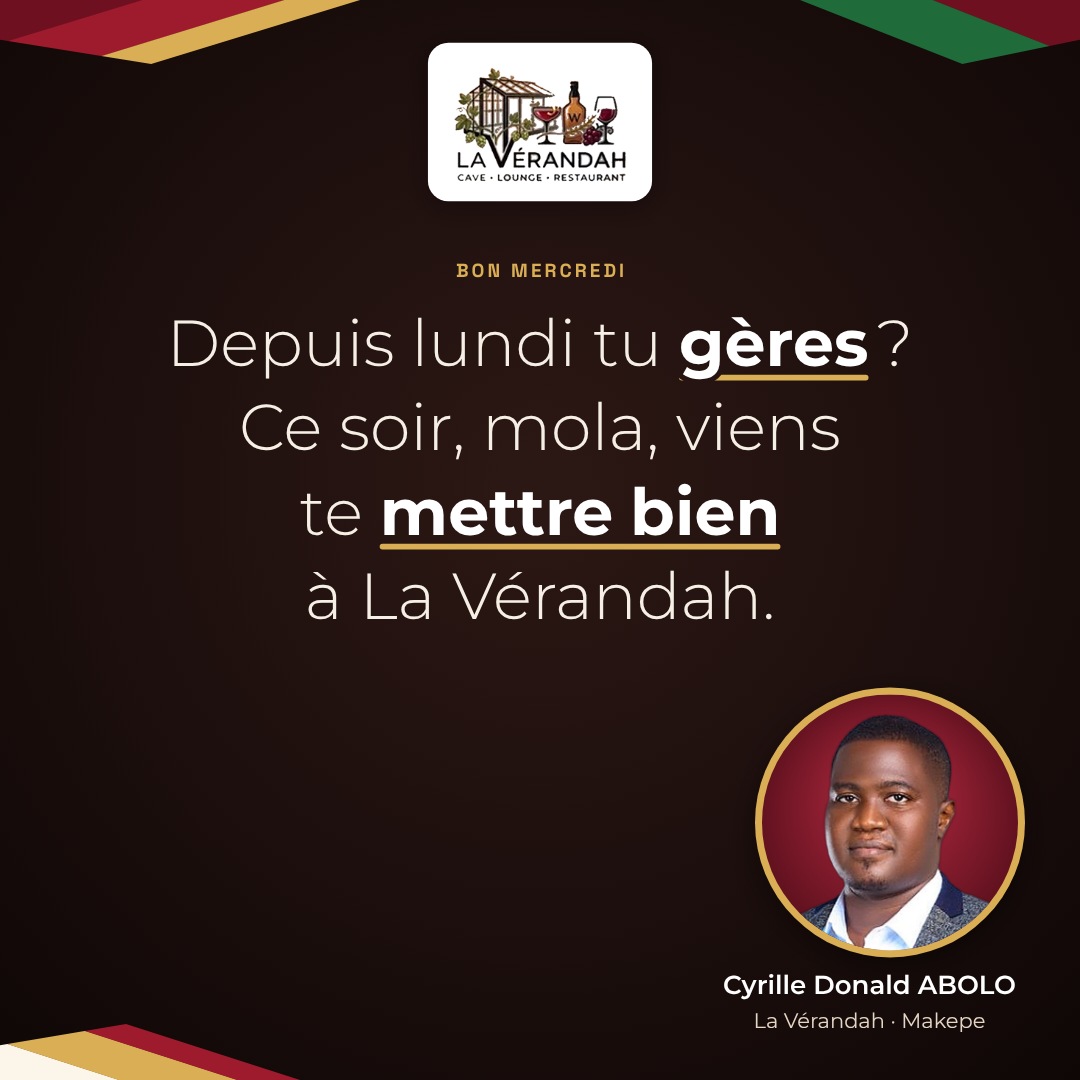 W
LA VÉRANDAH
CAVE • LOUNGE • RESTAURANT
BON MERCREDI
Depuis lundi tu gères ?
Ce soir, mola, viens
te mettre bien
à La Vérandah.
Cyrille Donald ABOLO
La Vérandah · Makepe